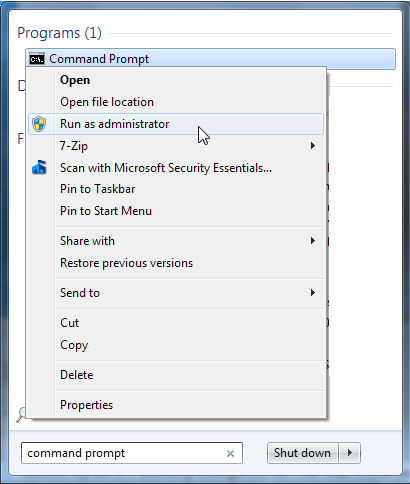 Programs (1)
Command Prompt
Open
Open file location
Run as administrator
7-Zip
Scan with Microsoft Security Essentials...
Pin to Taskbar
Pin to Start Menu
Share with
Restore previous versions
Send to
Cut
Copy
Delete
Properties
command prompt
Shut down